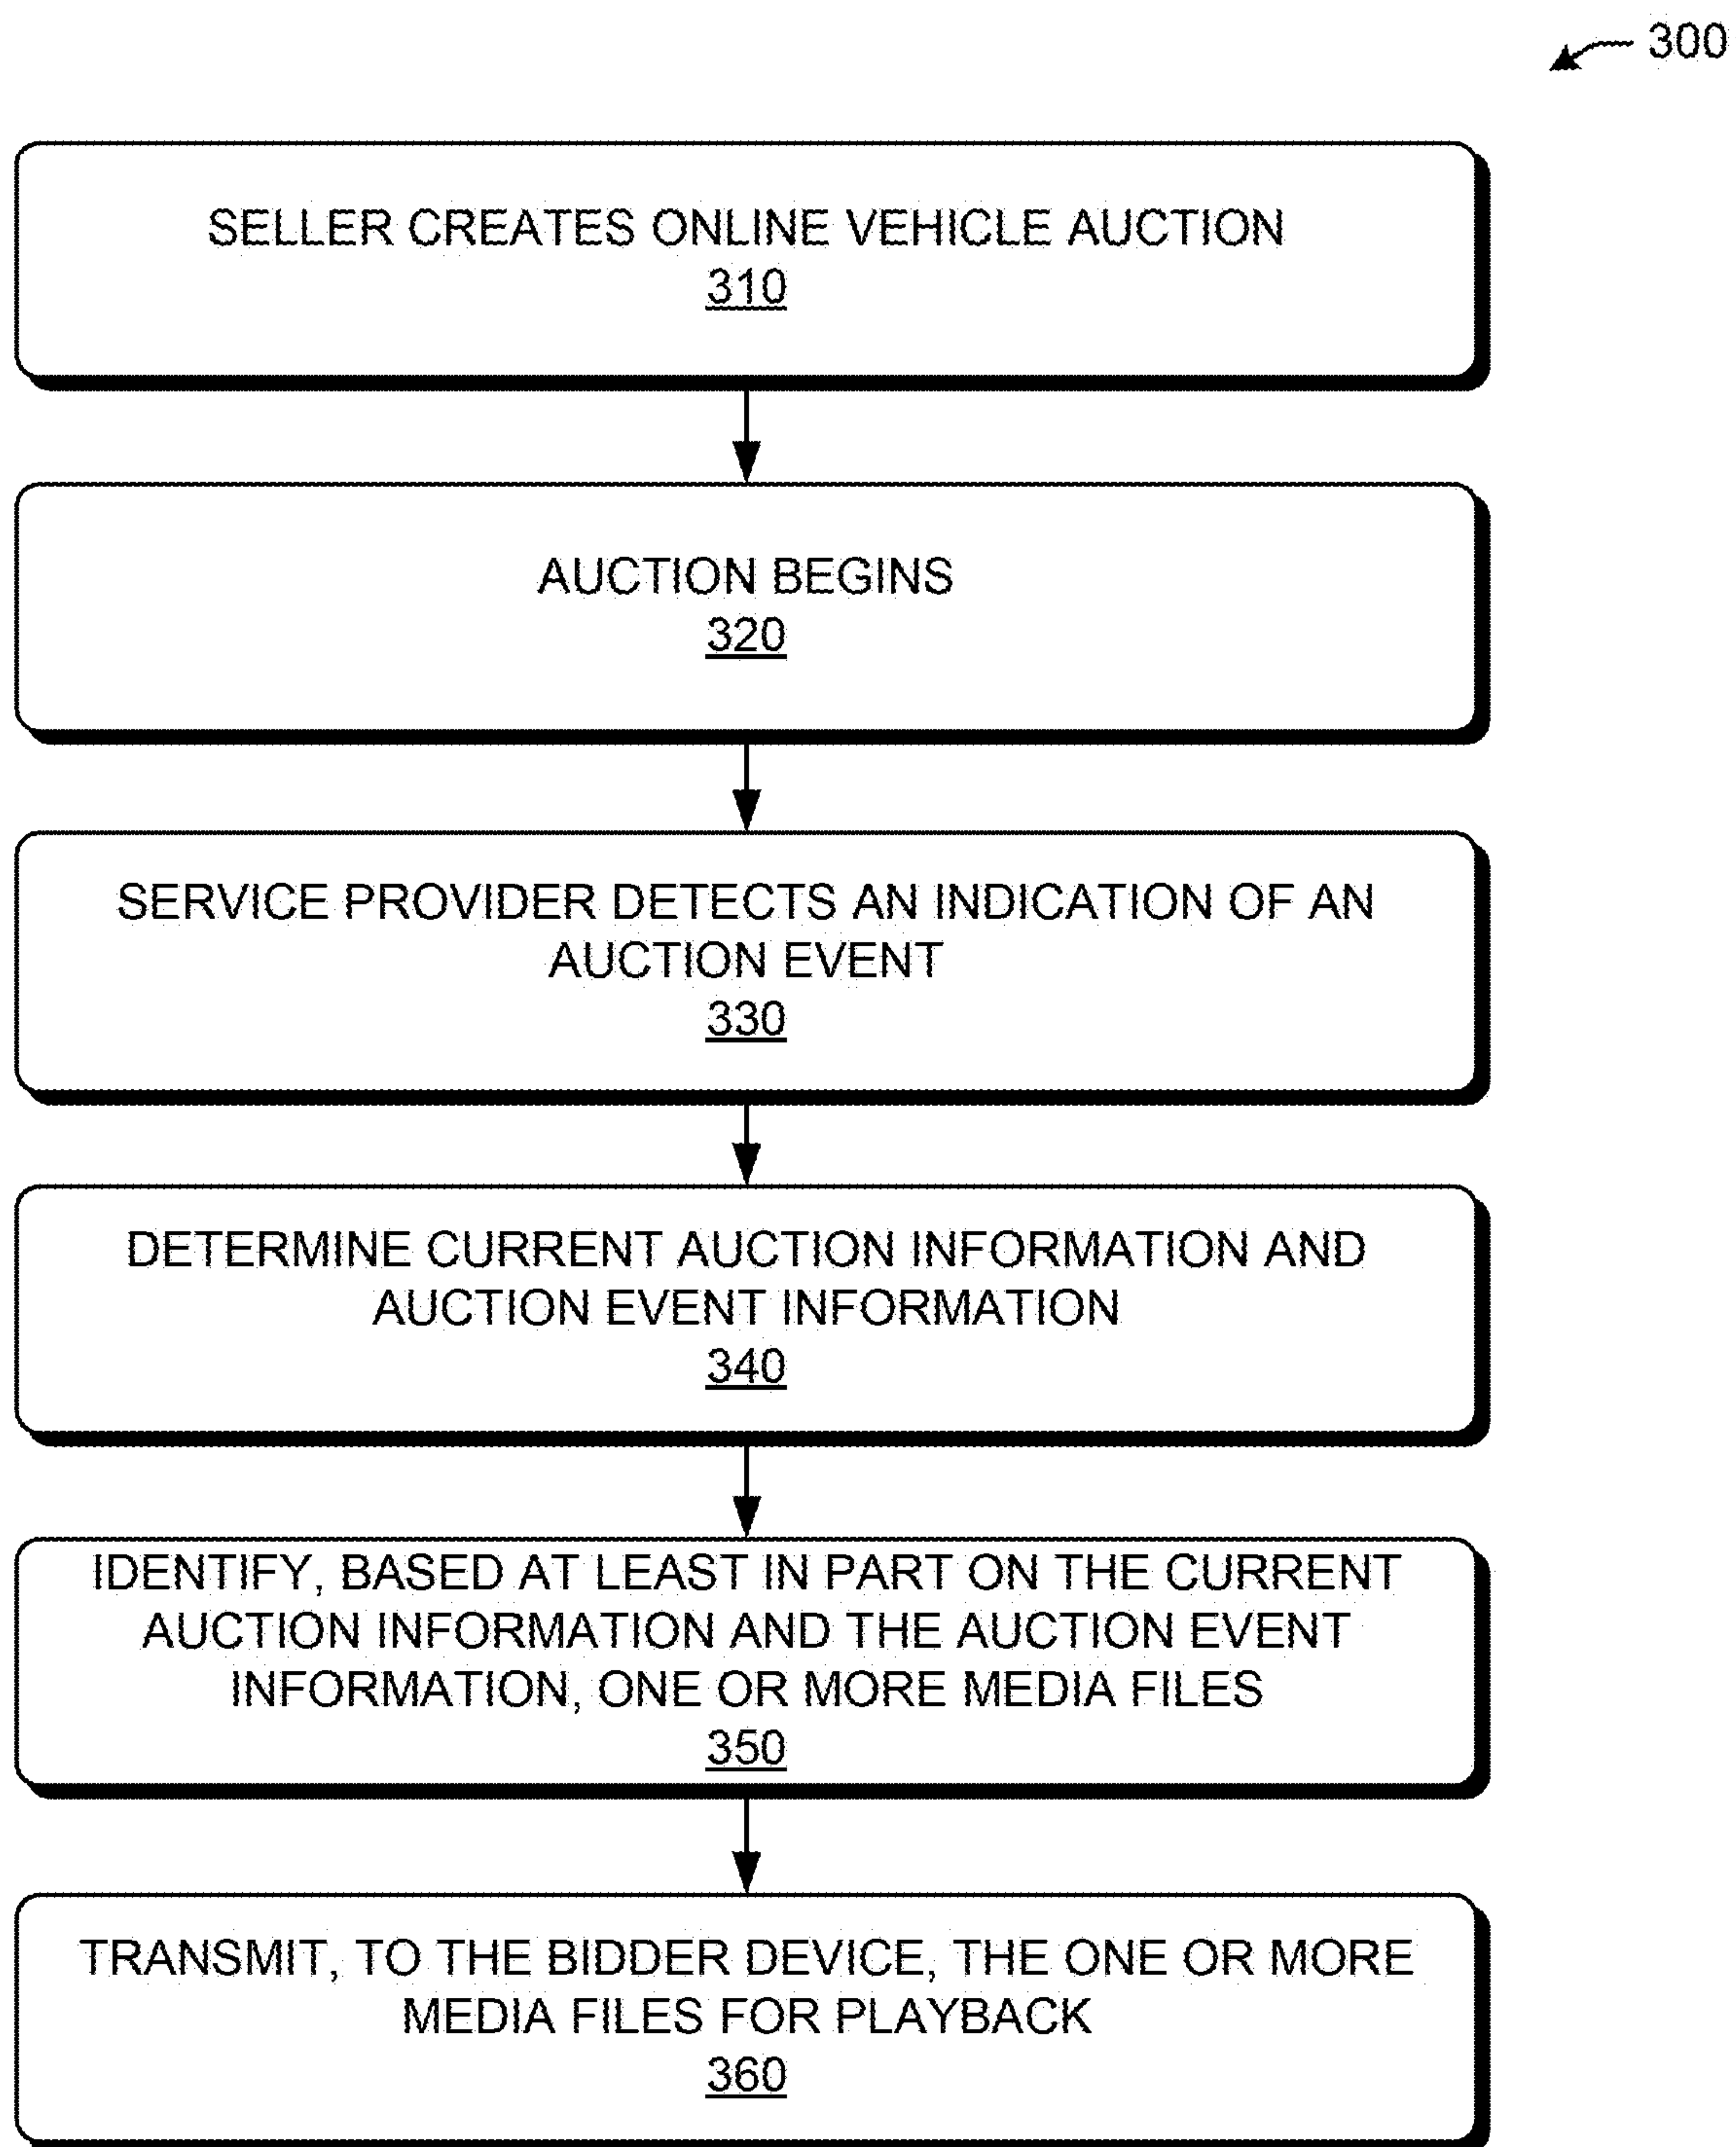 300
SELLER CREATES ONLINE VEHICLE AUCTION
310
AUCTION BEGINS
320
SERVICE PROVIDER DETECTS AN INDICATION OF AN
AUCTION EVENT
330
DETERMINE CURRENT AUCTION INFORMATION AND
AUCTION EVENT INFORMATION
340
IDENTIFY, BASED AT LEAST IN PART ON THE CURRENT
AUCTION INFORMATION AND THE AUCTION EVENT
INFORMATION, ONE OR MORE MEDIA FILES
350
TRANSMIT, TO THE BIDDER DEVICE, THE ONE OR MORE
MEDIA FILES FOR PLAYBACK
360